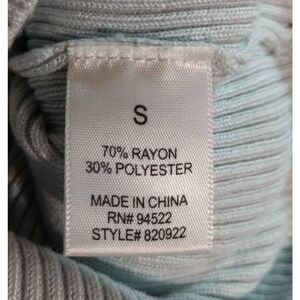 S
70% RAYON
30% POLYESTER
MADE IN CHINA
RN# 94522
STYLE# 820922